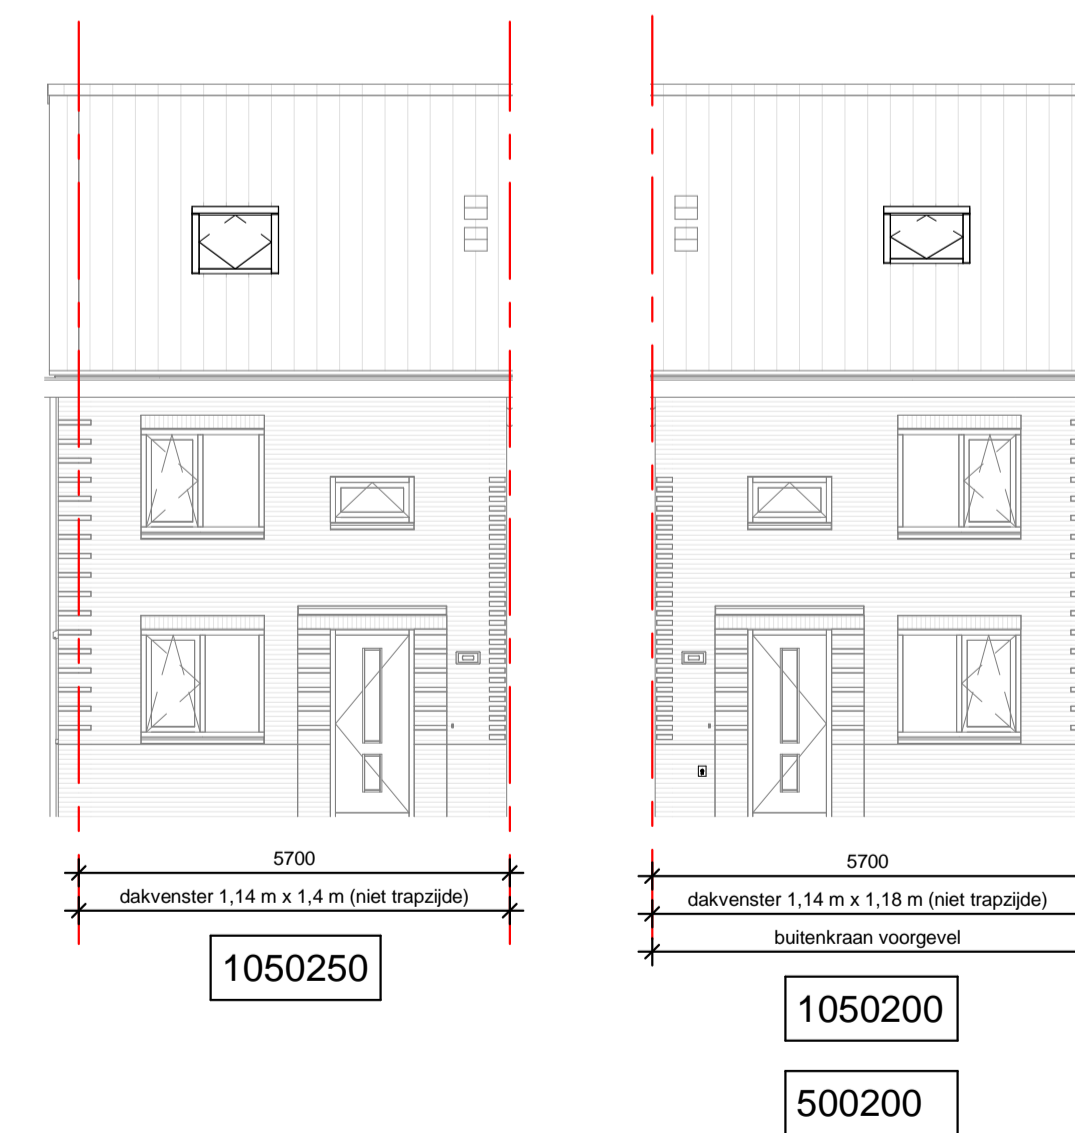 5700
dakvenster 1,14 m x 1,4 m (niet trapzijde)
1050250
5700
dakvenster 1,14 m x 1,18 m (niet trapzijde)
buitenkraan voorgevel
1050200
500200